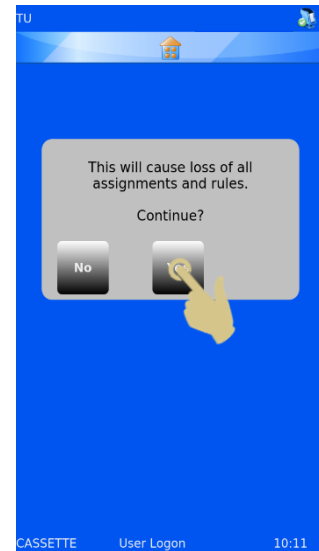 TU
This will cause loss of all
assignments and rules.
Continue?
No
CASSETTE User Logon 10:11